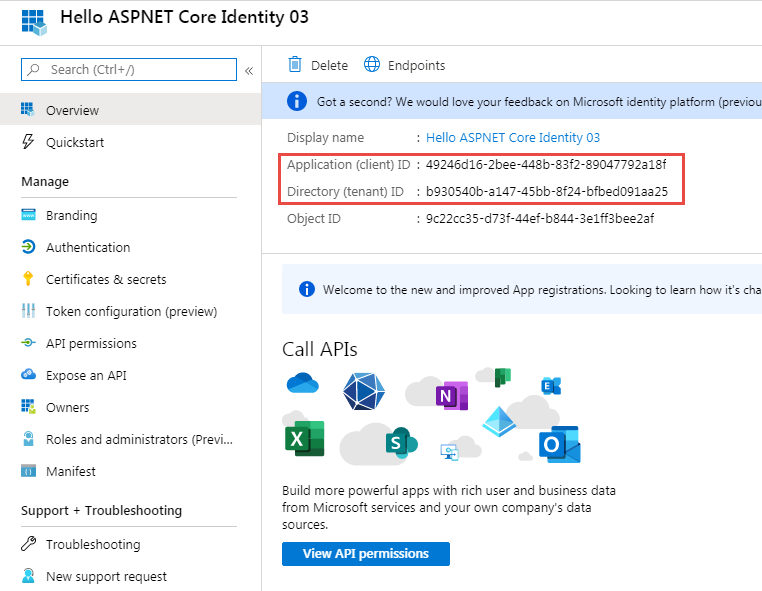 Hello ASPNET Core Identity 03
Search (Ctrl+/)
«
Overview
Quickstart
Manage
Branding
Authentication
Certificates & secrets
Token configuration (preview)
API permissions
Expose an API
Owners
Roles and administrators (Previ...
Manifest
Support + Troubleshooting
Troubleshooting
New support request
Delete Endpoints
Got a second? We would love your feedback on Microsoft identity platform (previou
Display name : Hello ASPNET Core Identity 03
Application (client) ID : 49246d16-2bee-448b-83f2-89047792a18f
Directory (tenant) ID : b930540b-a147-45bb-8f24-bfbed091aa25
Object ID : 9c22cc35-d73f-44ef-b844-3e1ff3bee2af
Welcome to the new and improved App registrations. Looking to learn how it's cha
Call APIs
N
E
X
S
O
Build more powerful apps with rich user and business data
from Microsoft services and your own company's data
sources.
View API permissions